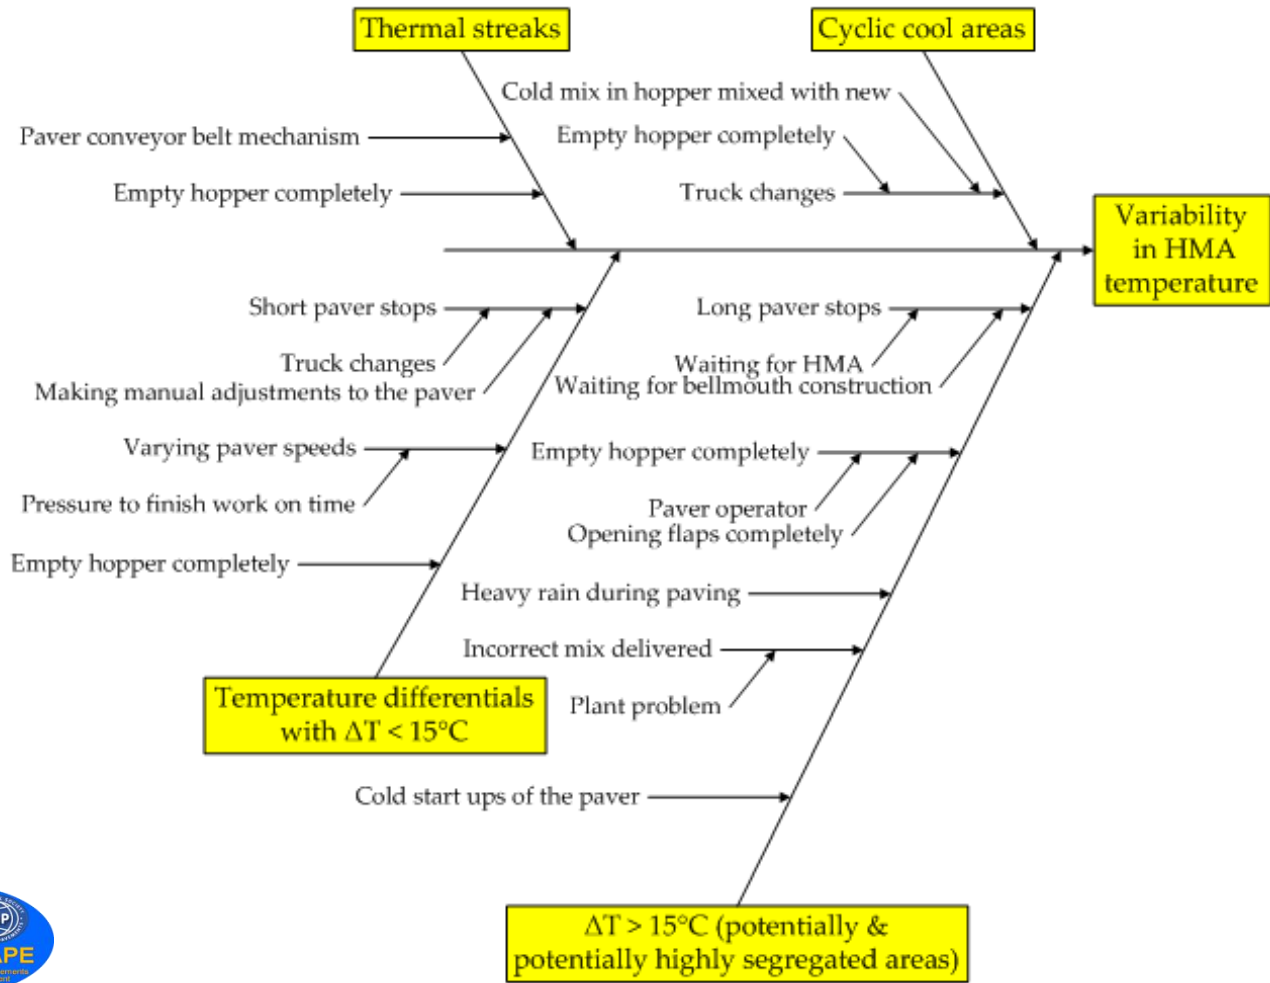 Thermal streaks
Cyclic cool areas
Cold mix in hopper mixed with new
Paver conveyor belt mechanism
Empty hopper completely
Empty hopper completely
Truck changes
Variability
in HMA
temperature
Short paver stops
Truck changes
Making manual adjustments to the paver
Varying paver speeds
Pressure to finish work on time
Empty hopper completely
Temperature differentials
with ΔT < 15°C
Long paver stops
Waiting for HMA
Waiting for bellmouth construction
Empty hopper completely
Paver operator
Opening flaps completely
Heavy rain during paving
Incorrect mix delivered
Plant problem
Cold start ups of the paver
ΔT > 15°C (potentially &
potentially highly segregated areas)